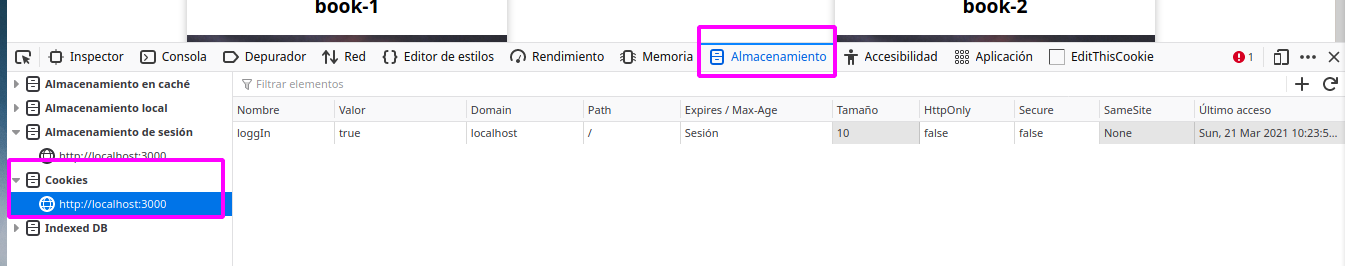 book-1 book-2
Inspector Consola Depurador Red Editor de estilos Rendimiento Memoria Almacenamiento Accesibilidad Aplicación EditThisCookie 1
Almacenamiento en caché
Almacenamiento local
Almacenamiento de sesión
http://localhost:3000
Cookies
http://localhost:3000
Indexed DB
Filtrar elementos
Nombre Valor Domain Path Expires / Max-Age Tamaño HttpOnly Secure SameSite Último acceso
loggIn true localhost / Sesión 10 false false None Sun, 21 Mar 2021 10:23:5...